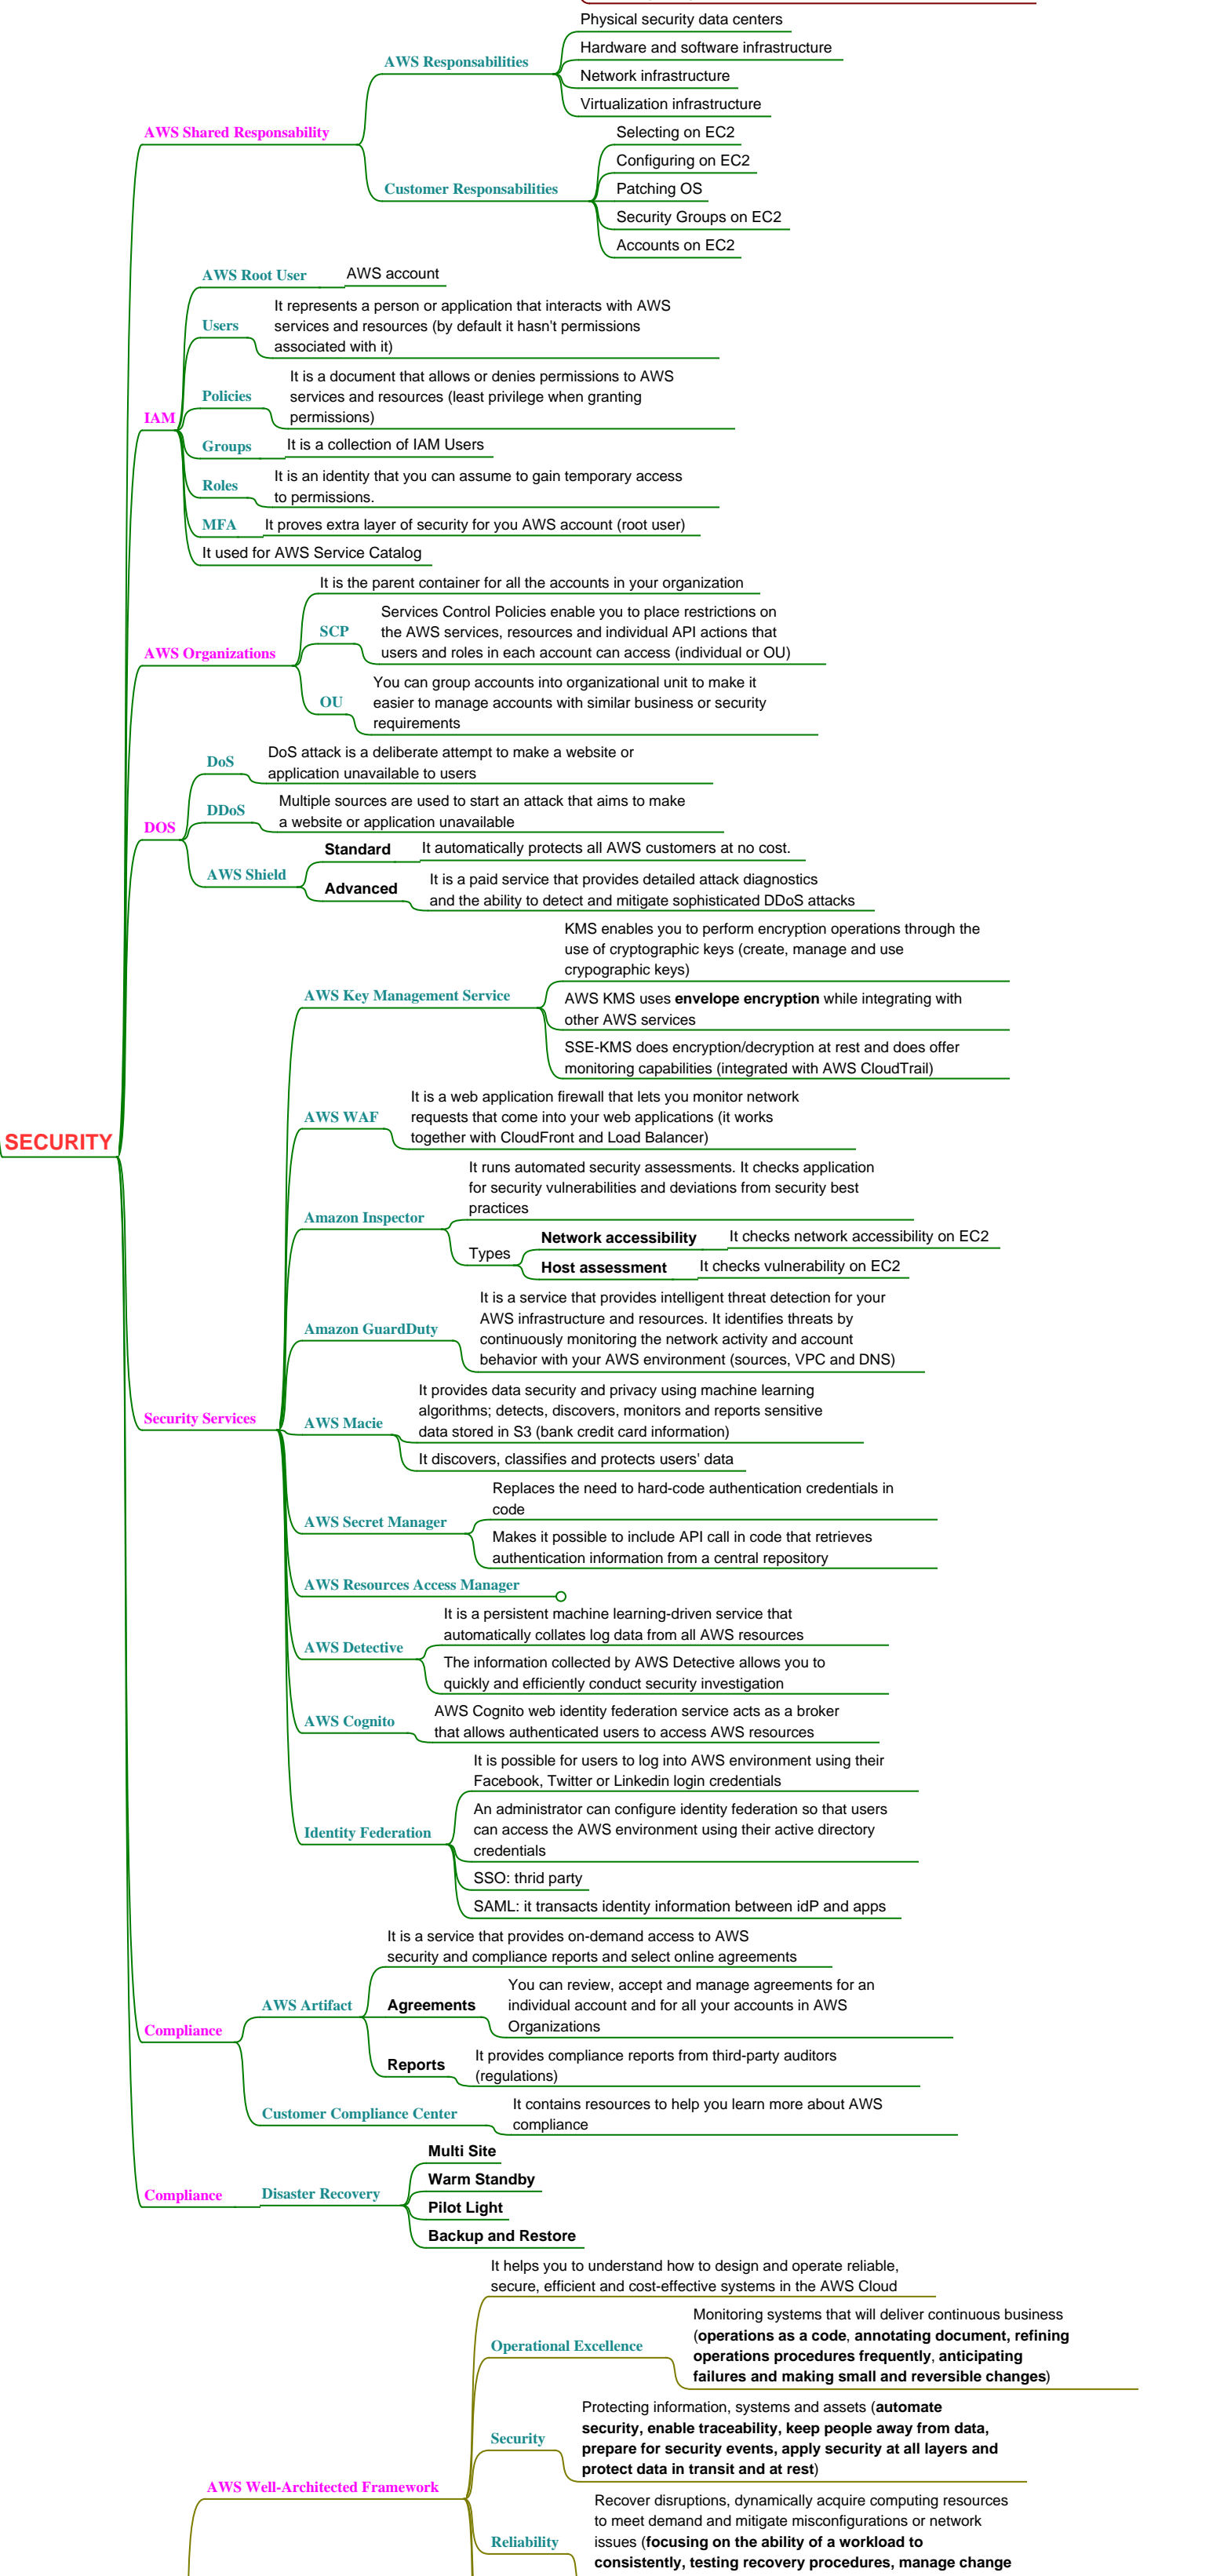 Physical security data centers
AWS Responsabilities
Hardware and software infrastructure
Network infrastructure
Virtualization infrastructure
AWS Shared Responsability
Selecting on EC2
Configuring on EC2
Customer Responsabilities
Patching OS
Security Groups on EC2
Accounts on EC2
AWS Root User
AWS account
Users
It represents a person or application that interacts with AWS
services and resources (by default it hasn't permissions
associated with it)
Policies
It is a document that allows or denies permissions to AWS
services and resources (least privilege when granting
permissions)
IAM
Groups
It is a collection of IAM Users
Roles
It is an identity that you can assume to gain temporary access
to permissions.
MFA
It proves extra layer of security for you AWS account (root user)
It used for AWS Service Catalog
It is the parent container for all the accounts in your organization
AWS Organizations
SCP
Services Control Policies enable you to place restrictions on
the AWS services, resources and individual API actions that
users and roles in each account can access (individual or OU)
OU
You can group accounts into organizational unit to make it
easier to manage accounts with similar business or security
requirements
DoS
DoS attack is a deliberate attempt to make a website or
application unavailable to users
DOS
DDoS
Multiple sources are used to start an attack that aims to make
a website or application unavailable
AWS Shield
Standard
It automatically protects all AWS customers at no cost.
Advanced
It is a paid service that provides detailed attack diagnostics
and the ability to detect and mitigate sophisticated DDoS attacks
SECURITY
Security Services
AWS Key Management Service
KMS enables you to perform encryption operations through the
use of cryptographic keys (create, manage and use
crypographic keys)
AWS KMS uses envelope encryption while integrating with
other AWS services
SSE-KMS does encryption/decryption at rest and does offer
monitoring capabilities (integrated with AWS CloudTrail)
AWS WAF
It is a web application firewall that lets you monitor network
requests that come into your web applications (it works
together with CloudFront and Load Balancer)
Amazon Inspector
It runs automated security assessments. It checks application
for security vulnerabilities and deviations from security best
practices
Types
Network accessibility
It checks network accessibility on EC2
Host assessment
It checks vulnerability on EC2
Amazon GuardDuty
It is a service that provides intelligent threat detection for your
AWS infrastructure and resources. It identifies threats by
continuously monitoring the network activity and account
behavior with your AWS environment (sources, VPC and DNS)
AWS Macie
It provides data security and privacy using machine learning
algorithms; detects, discovers, monitors and reports sensitive
data stored in S3 (bank credit card information)
It discovers, classifies and protects users' data
AWS Secret Manager
Replaces the need to hard-code authentication credentials in
code
Makes it possible to include API call in code that retrieves
authentication information from a central repository
AWS Resources Access Manager
AWS Detective
It is a persistent machine learning-driven service that
automatically collates log data from all AWS resources
The information collected by AWS Detective allows you to
quickly and efficiently conduct security investigation
AWS Cognito
AWS Cognito web identity federation service acts as a broker
that allows authenticated users to access AWS resources
Identity Federation
It is possible for users to log into AWS environment using their
Facebook, Twitter or Linkedin login credentials
An administrator can configure identity federation so that users
can access the AWS environment using their active directory
credentials
SSO: thrid party
SAML: it transacts identity information between idP and apps
Compliance
AWS Artifact
It is a service that provides on-demand access to AWS
security and compliance reports and select online agreements
Agreements
You can review, accept and manage agreements for an
individual account and for all your accounts in AWS
Organizations
Reports
It provides compliance reports from third-party auditors
(regulations)
Customer Compliance Center
It contains resources to help you learn more about AWS
compliance
Compliance
Disaster Recovery
Multi Site
Warm Standby
Pilot Light
Backup and Restore
AWS Well-Architected Framework
It helps you to understand how to design and operate reliable,
secure, efficient and cost-effective systems in the AWS Cloud
Operational Excellence
Monitoring systems that will deliver continuous business
(operations as a code, annotating document, refining
operations procedures frequently, anticipating
failures and making small and reversible changes)
Security
Protecting information, systems and assets (automate
security, enable traceability, keep people away from data,
prepare for security events, apply security at all layers and
protect data in transit and at rest)
Reliability
Recover disruptions, dynamically acquire computing resources
to meet demand and mitigate misconfigurations or network
issues (focusing on the ability of a workload to
consistently, testing recovery procedures, manage change